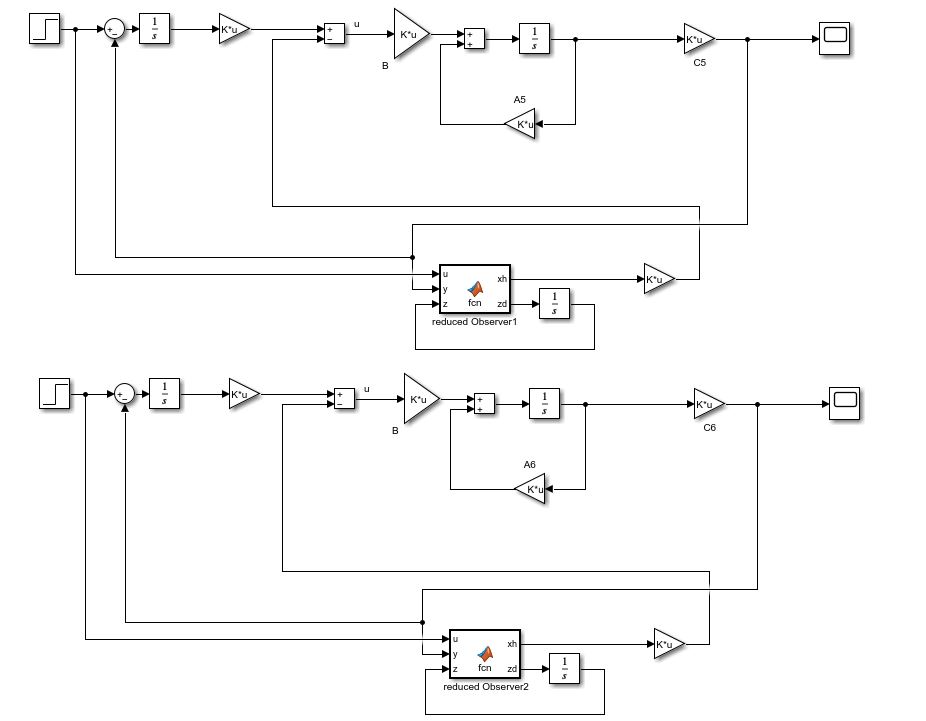 +
−
1
s
K*u
+
−
u
K*u
B
+
+
1
s
K*u
C5
A5
K*u
u
y
z
xh
zd
fcn
reduced Observer1
1
s
K*u
+
−
1
s
K*u
+
−
u
K*u
B
+
+
1
s
K*u
C6
A6
K*u
u
y
z
xh
zd
fcn
reduced Observer2
1
s
K*u